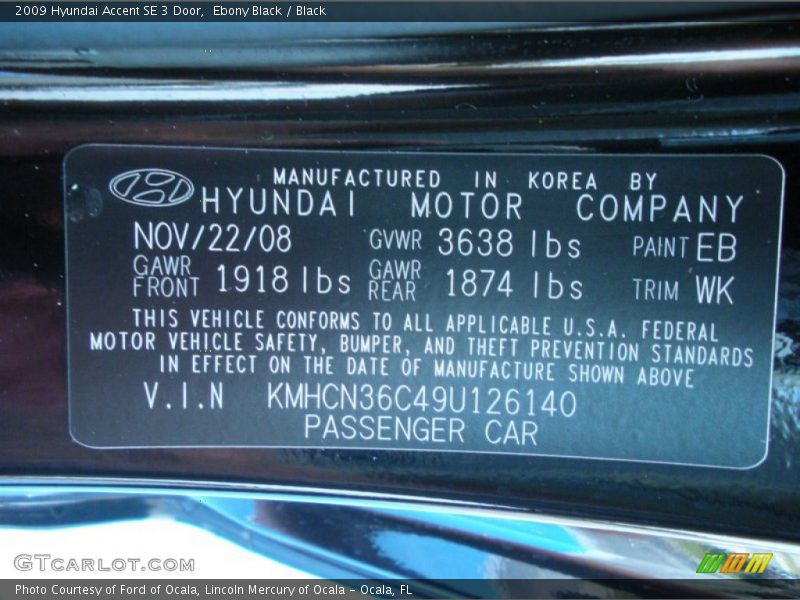 2009 Hyundai Accent SE 3 Door, Ebony Black / Black
MANUFACTURED IN KOREA BY
HYUNDAI MOTOR COMPANY
NOV/22/08 GVWR 3638 lbs PAINT EB
GAWR FRONT 1918 lbs GAWR REAR 1874 lbs TRIM WK
THIS VEHICLE CONFORMS TO ALL APPLICABLE U.S.A. FEDERAL
MOTOR VEHICLE SAFETY, BUMPER, AND THEFT PREVENTION STANDARDS
IN EFFECT ON THE DATE OF MANUFACTURE SHOWN ABOVE
V.I.N KMHCN36C49U126140
PASSENGER CAR
GTCARLOT.COM
Photo Courtesy of Ford of Ocala, Lincoln Mercury of Ocala - Ocala, FL